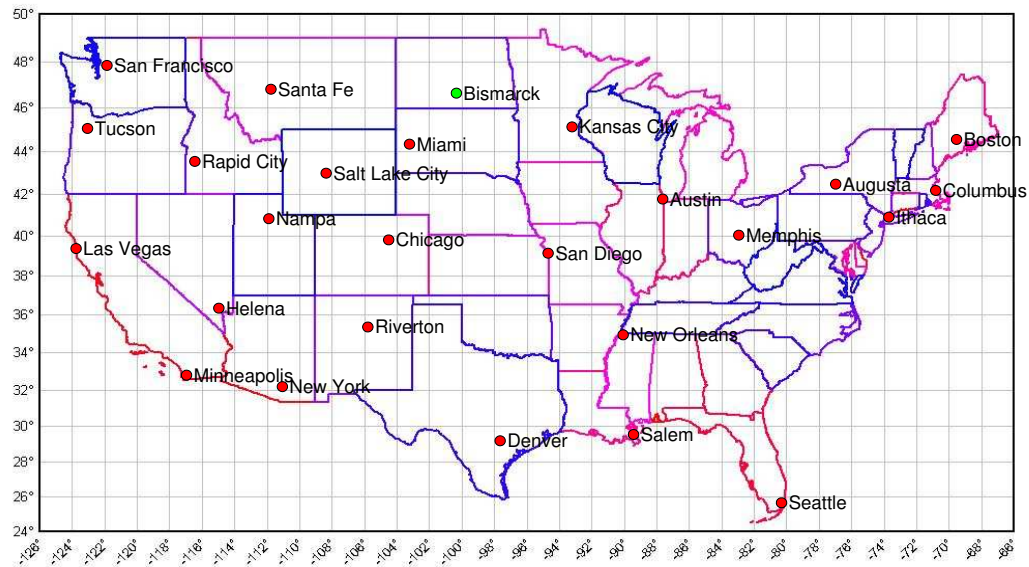 50°
48°
San Francisco
Santa Fe
Bismarck
46°
Tucson
Kansas City
Boston
44°
Miami
Rapid City
Salt Lake City
Augusta
Columbus
42°
Austin
Nampa
Ithaca
40°
Chicago
Memphis
Las Vegas
San Diego
38°
36°
Helena
Riverton
New Orleans
34°
Minneapolis
New York
32°
30°
Salem
Denver
28°
26°
Seattle
24°
-126° -124° -122° -120° -118° -116° -114° -112° -110° -108° -106° -104° -102° -100° -98° -96° -94° -92° -90° -88° -86° -84° -82° -80° -78° -76° -74° -72° -70° -68° -66°